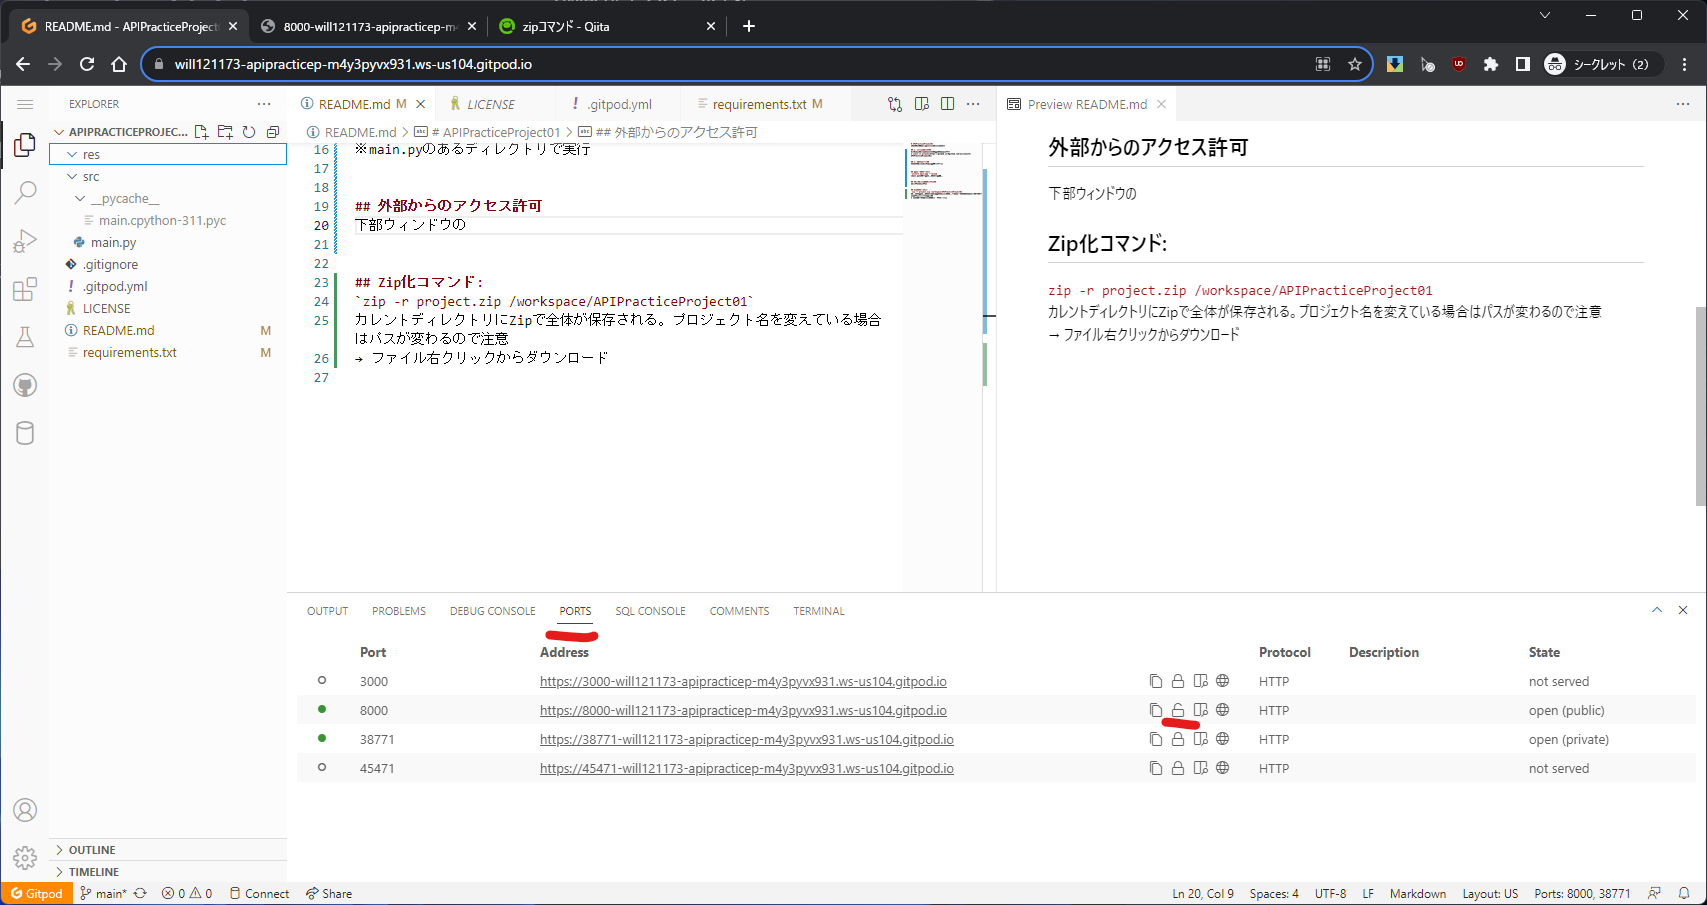 README.md - APIPracticeProject
8000-will121173-apipracticep-m4
zipコマンド - Qiita
will121173-apipracticep-m4y3pyvx931.ws-us104.gitpod.io
シークレット (2)
EXPLORER
README.md M
LICENSE
.gitpod.yml
requirements.txt M
Preview README.md
APIPRACTICEPROJEC...
README.md > # APIPracticeProject01 > ## 外部からのアクセス許可
res
src
__pycache__
main.cpython-311.pyc
main.py
.gitignore
.gitpod.yml
LICENSE
README.md M
requirements.txt M
16 ※main.pyのあるディレクトリで実行
17
18
19 ## 外部からのアクセス許可
20 下部ウィンドウの
21
22
23 ## Zip化コマンド:
24 `zip -r project.zip /workspace/APIPracticeProject01`
25 カレントディレクトリにZipで全体が保存される。プロジェクト名を変えている場合
はパスが変わるので注意
26 → ファイル右クリックからダウンロード
27
外部からのアクセス許可
下部ウィンドウの
Zip化コマンド:
zip -r project.zip /workspace/APIPracticeProject01
カレントディレクトリにZipで全体が保存される。プロジェクト名を変えている場合はパスが変わるので注意
→ ファイル右クリックからダウンロード
OUTPUT PROBLEMS DEBUG CONSOLE PORTS SQL CONSOLE COMMENTS TERMINAL
Port Address Protocol Description State
3000 https://3000-will121173-apipracticep-m4y3pyvx931.ws-us104.gitpod.io HTTP not served
8000 https://8000-will121173-apipracticep-m4y3pyvx931.ws-us104.gitpod.io HTTP open (public)
38771 https://38771-will121173-apipracticep-m4y3pyvx931.ws-us104.gitpod.io HTTP open (private)
45471 https://45471-will121173-apipracticep-m4y3pyvx931.ws-us104.gitpod.io HTTP not served
OUTLINE
TIMELINE
Gitpod main* 0 0 Connect Share Ln 20, Col 9 Spaces: 4 UTF-8 LF Markdown Layout: US Ports: 8000, 38771